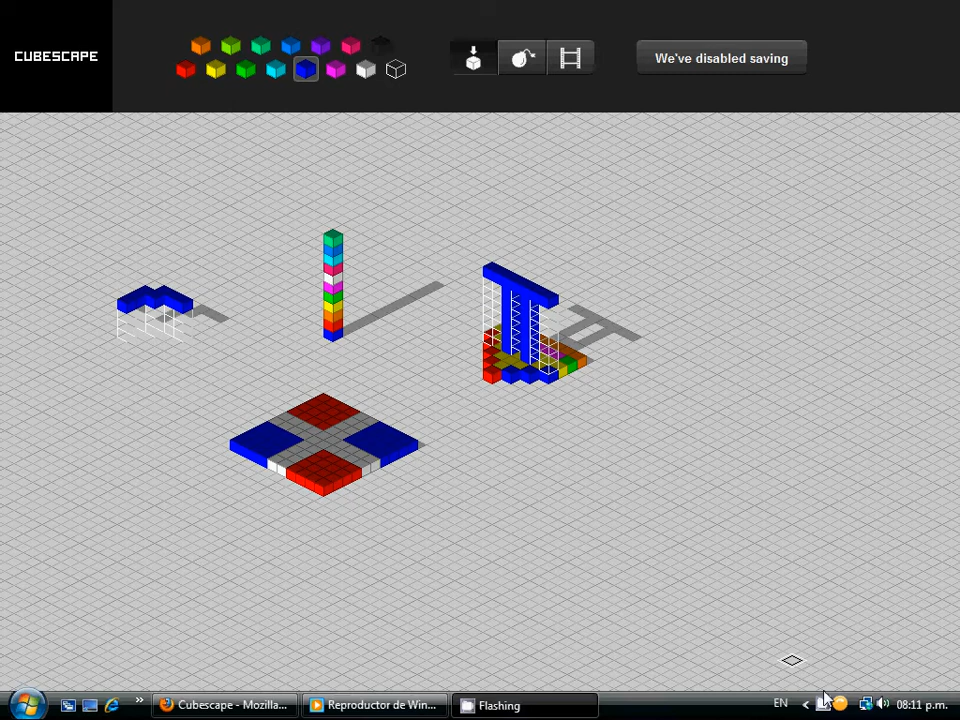 CUBESCAPE
We've disabled saving
Cubescape - Mozilla...
Reproductor de Win...
Flashing
EN
08:11 p.m.